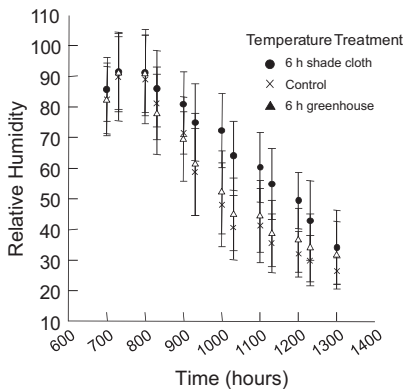 110
100
90
80
70
60
50
40
30
20
10
Relative Humidity
Temperature Treatment
6 h shade cloth
Control
6 h greenhouse
600 700 800 900 1000 1100 1200 1300 1400
Time (hours)